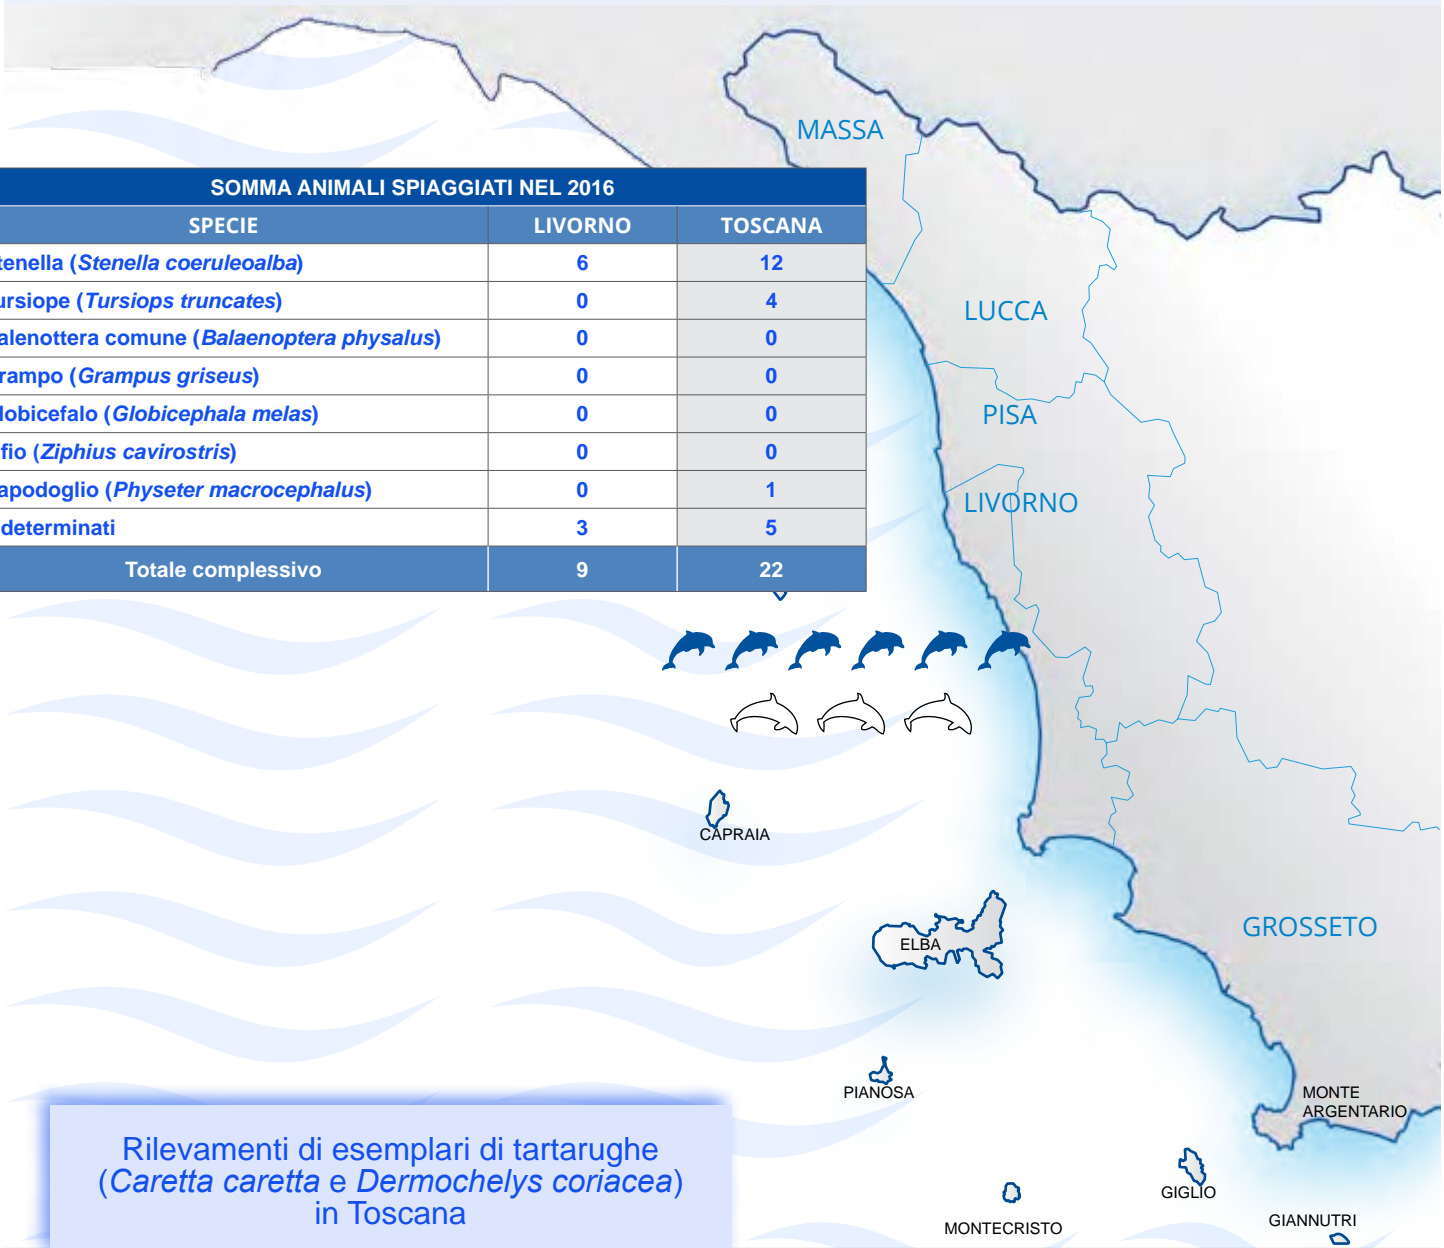 MASSA
SOMMA ANIMALI SPIAGGIATI NEL 2016
SPECIE LIVORNO TOSCANA
tenella (Stenella coeruleoalba) 6 12
ursiope (Tursiops truncates) 0 4
alenottera comune (Balaenoptera physalus) 0 0
rampo (Grampus griseus) 0 0
lobicefalo (Globicephala melas) 0 0
fio (Ziphius cavirostris) 0 0
apodoglio (Physeter macrocephalus) 0 1
determinati 3 5
Totale complessivo 9 22
LUCCA
PISA
LIVORNO
CAPRAIA
ELBA
GROSSETO
PIANOSA
MONTE
ARGENTARIO
Rilevamenti di esemplari di tartarughe
(Caretta caretta e Dermochelys coriacea)
in Toscana
GIGLIO
MONTECRISTO
GIANNUTRI